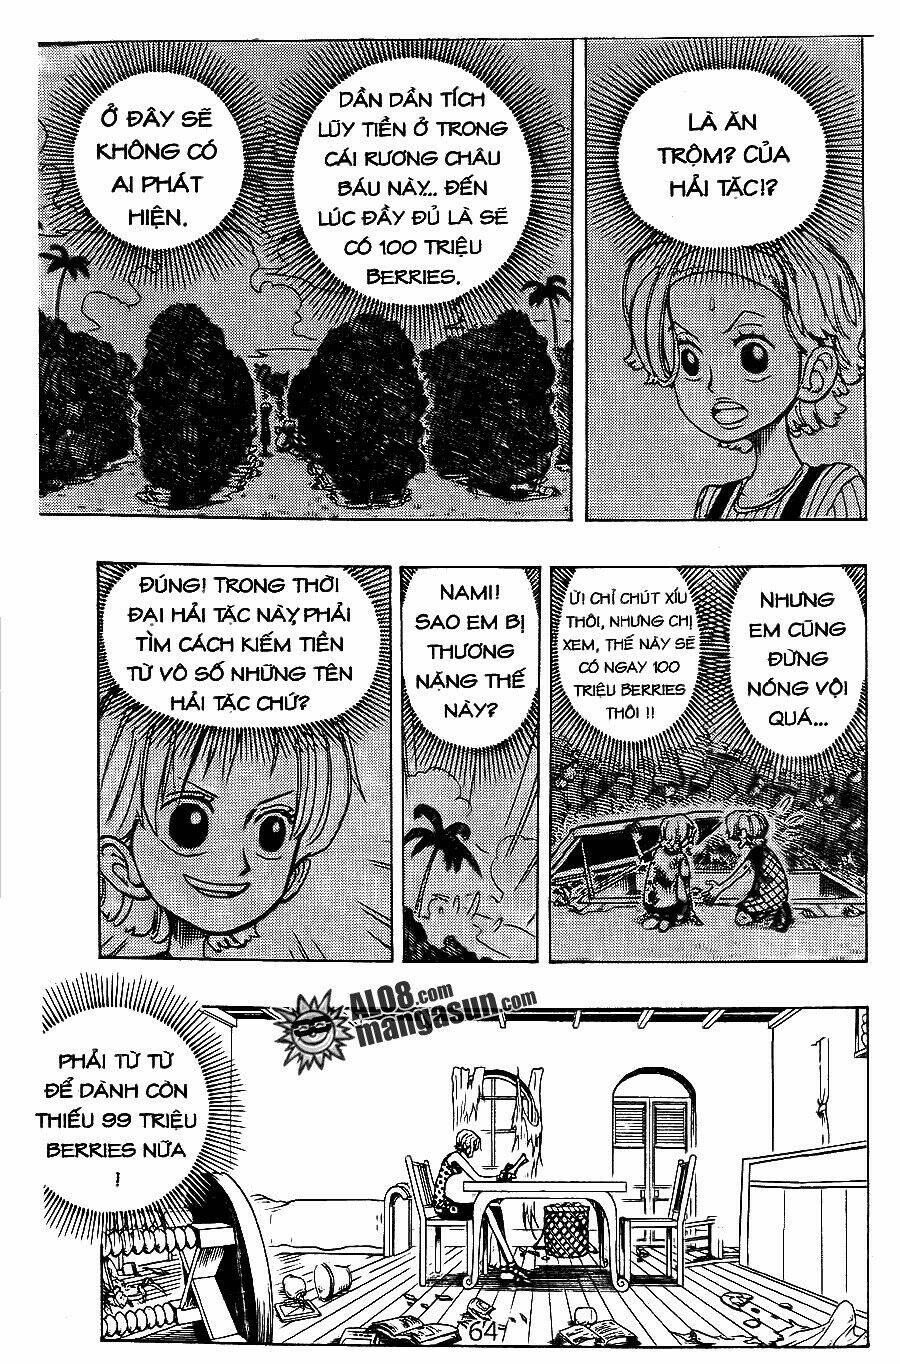 LÀ ĂN
TRỘM? CỦA
HẢI TẶC!?
DẦN DẦN TÍCH
LŨY TIỀN Ở TRONG
CÁI RƯƠNG CHÂU
BÁU NÀY... ĐẾN
LÚC ĐẦY ĐỦ LÀ SẼ
CÓ 100 TRIỆU
BERRIES.
Ở ĐÂY SẼ
KHÔNG CÓ
AI PHÁT
HIỆN.
NHƯNG
EM CŨNG
ĐỪNG
NÓNG VỘI
QUÁ...
Ừ! CHỈ CHÚT XÍU
THÔI, NHƯNG CHỊ
XEM, THẾ NÀY SẼ
CÓ NGAY 100
TRIỆU BERRIES
THÔI !!
NAMI!
SAO EM BỊ
THƯƠNG
NẶNG THẾ
NÀY?
ĐÚNG! TRONG THỜI
ĐẠI HẢI TẶC NÀY, PHẢI
TÌM CÁCH KIẾM TIỀN
TỪ VÔ SỐ NHỮNG TÊN
HẢI TẶC CHỨ?
AL08.com
mangasun.com
PHẢI TỪ TỪ
ĐỂ DÀNH CÒN
THIẾU 99 TRIỆU
BERRIES NỮA
!
64